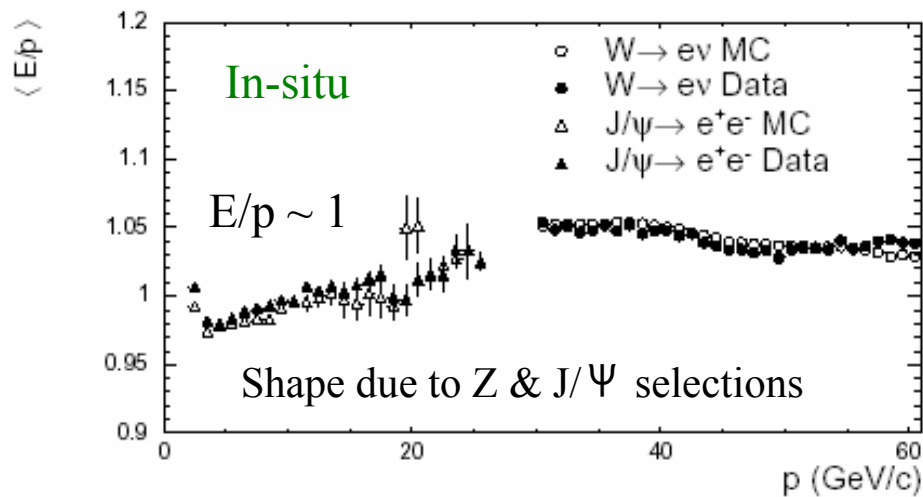 ⟨ E/p ⟩
1.2
1.15
1.1
1.05
1
0.95
0.9
In-situ
W→ eν MC
W→ eν Data
J/ψ→ e⁺e⁻ MC
J/ψ→ e⁺e⁻ Data
E/p ~ 1
Shape due to Z & J/Ψ selections
0 20 40 60
p (GeV/c)